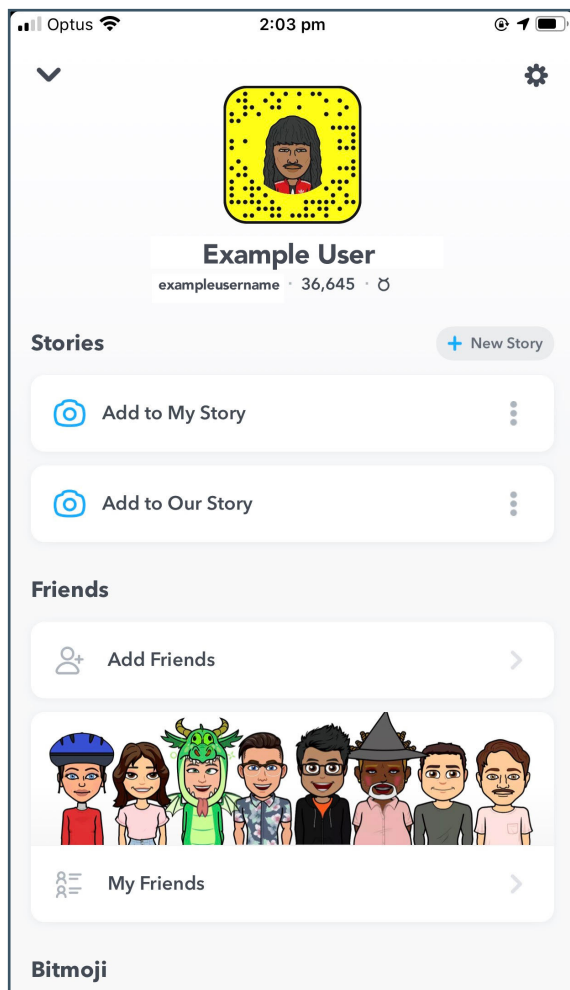 Optus 2:03 pm
Example User
exampleusername · 36,645 · ♉
Stories + New Story
Add to My Story
Add to Our Story
Friends
Add Friends
My Friends
Bitmoji